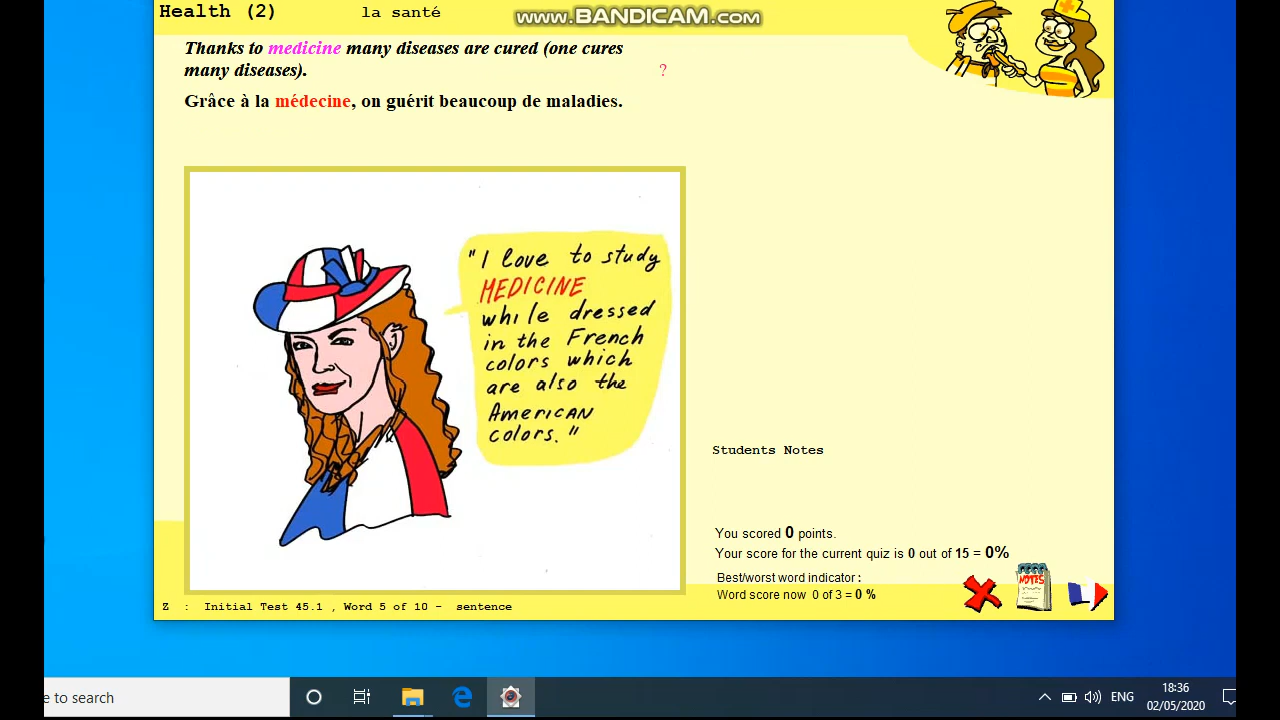 Health (2) la santé
www.BANDICAM.com
Thanks to medicine many diseases are cured (one cures
many diseases).
?
Grâce à la médecine, on guérit beaucoup de maladies.
"I love to study
MEDICINE
while dressed
in the French
colors which
are also the
AMERICAN
colors."
Students Notes
You scored 0 points.
Your score for the current quiz is 0 out of 15 = 0%
Best/worst word indicator :
Word score now 0 of 3 = 0 %
NOTES
Z : Initial Test 45.1 , Word 5 of 10 - sentence
e to search
ENG
18:36
02/05/2020